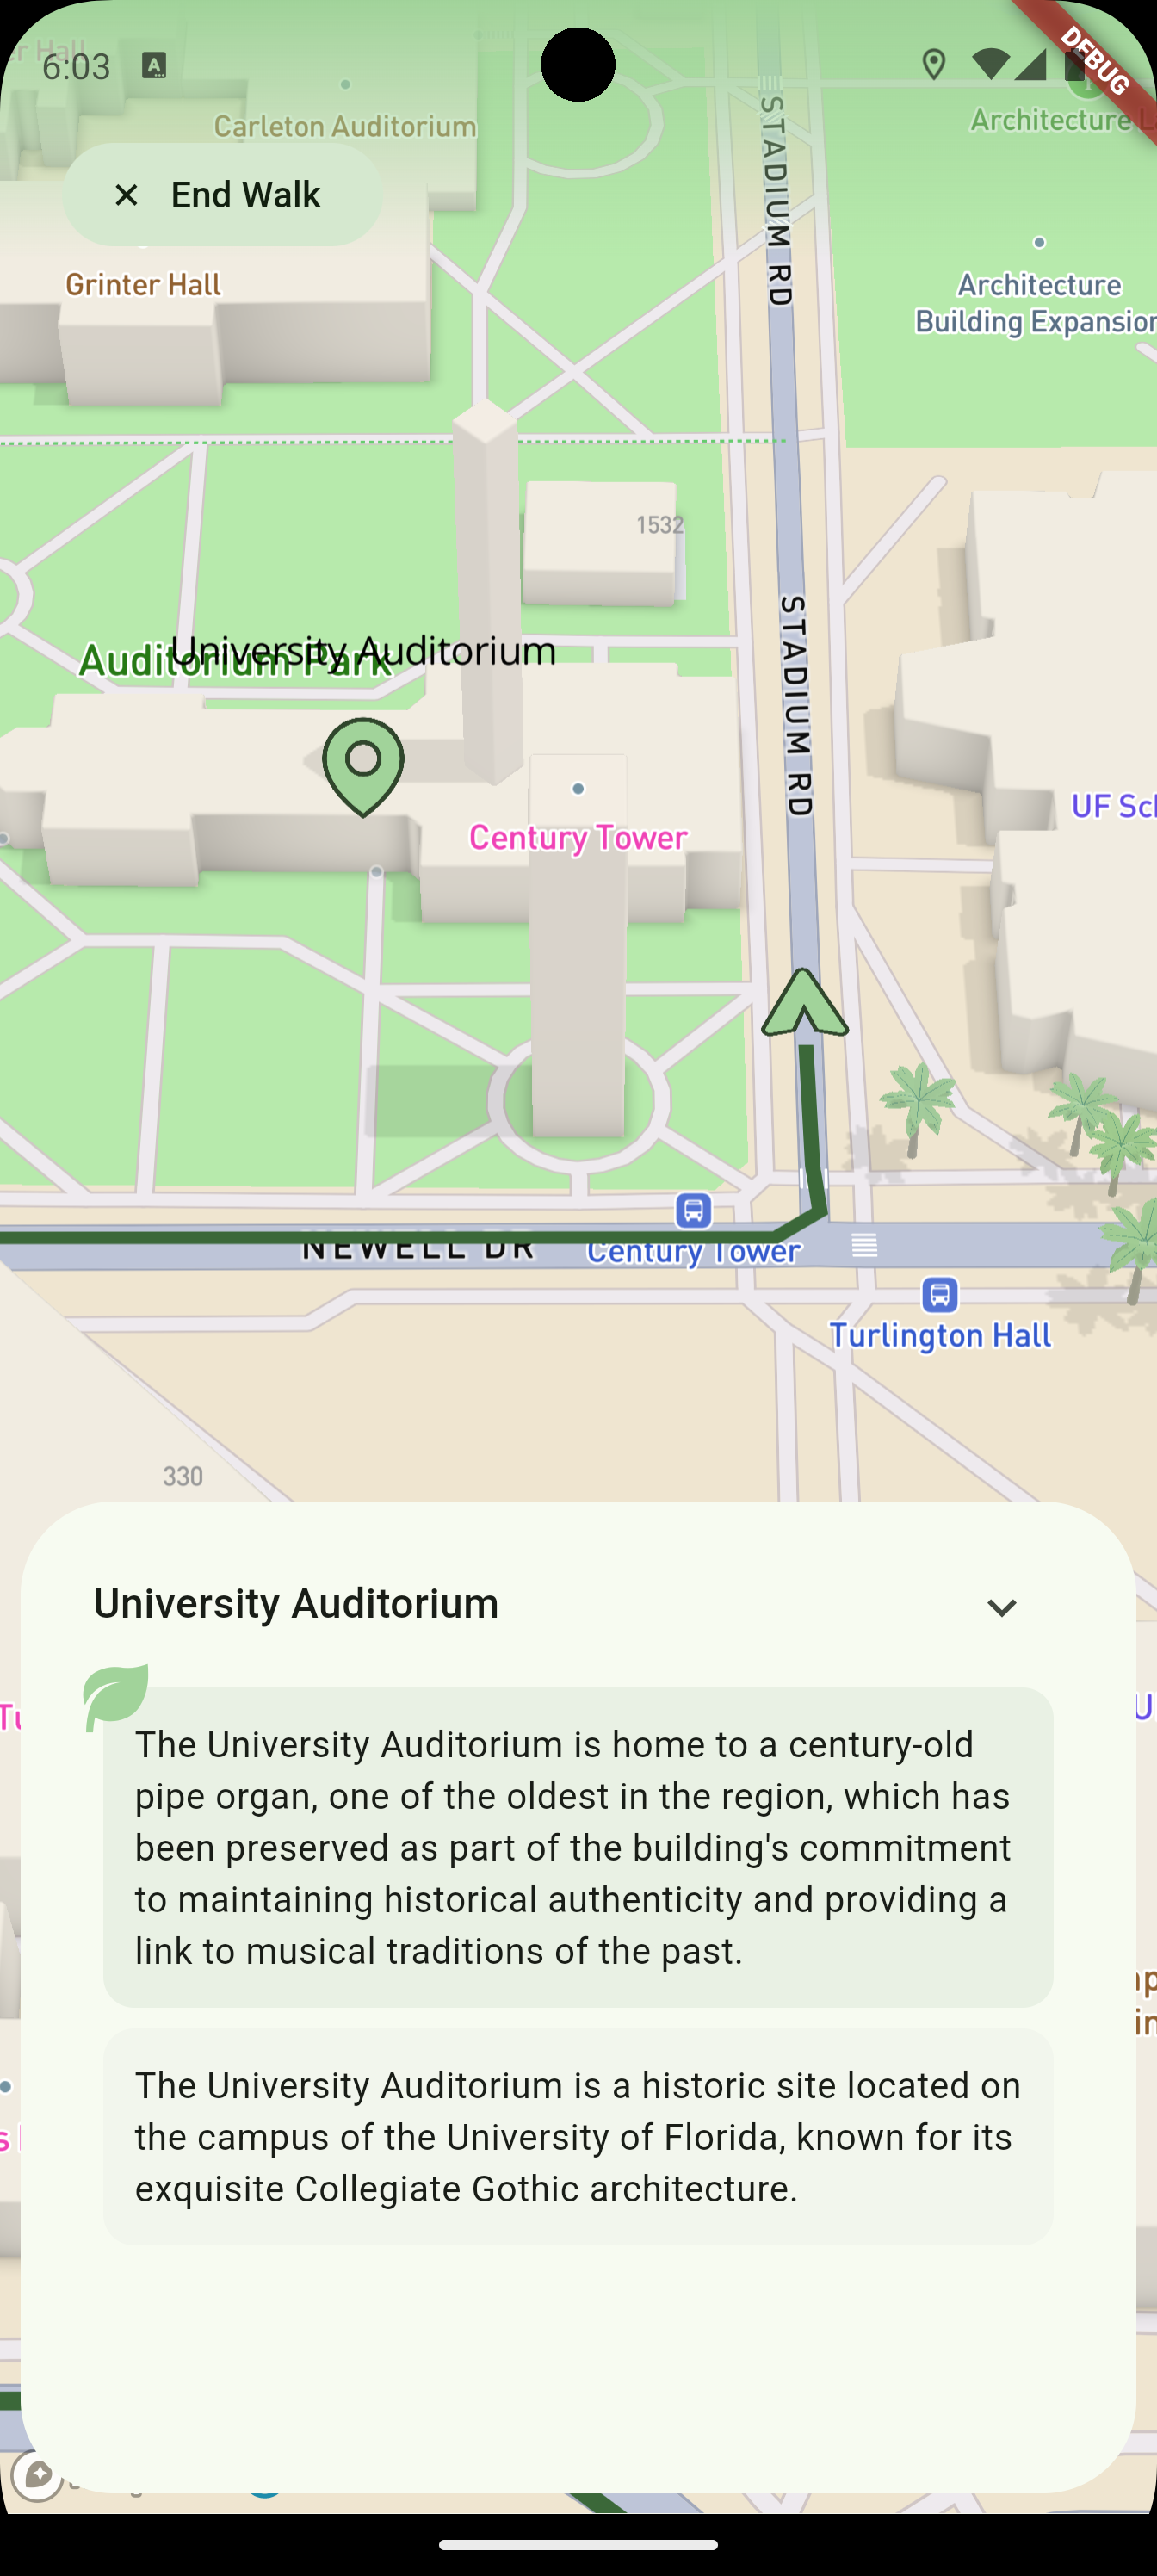 6:03
DEBUG
Carleton Auditorium
Architecture
STADIUM RD
End Walk
Grinter Hall
Architecture
Building Expansion
1532
University Auditorium
Auditorium Park
STADIUM RD
UF Sch
Century Tower
NEWELL DR
Century Tower
Turlington Hall
330
University Auditorium
The University Auditorium is home to a century-old
pipe organ, one of the oldest in the region, which has
been preserved as part of the building's commitment
to maintaining historical authenticity and providing a
link to musical traditions of the past.
The University Auditorium is a historic site located on
the campus of the University of Florida, known for its
exquisite Collegiate Gothic architecture.